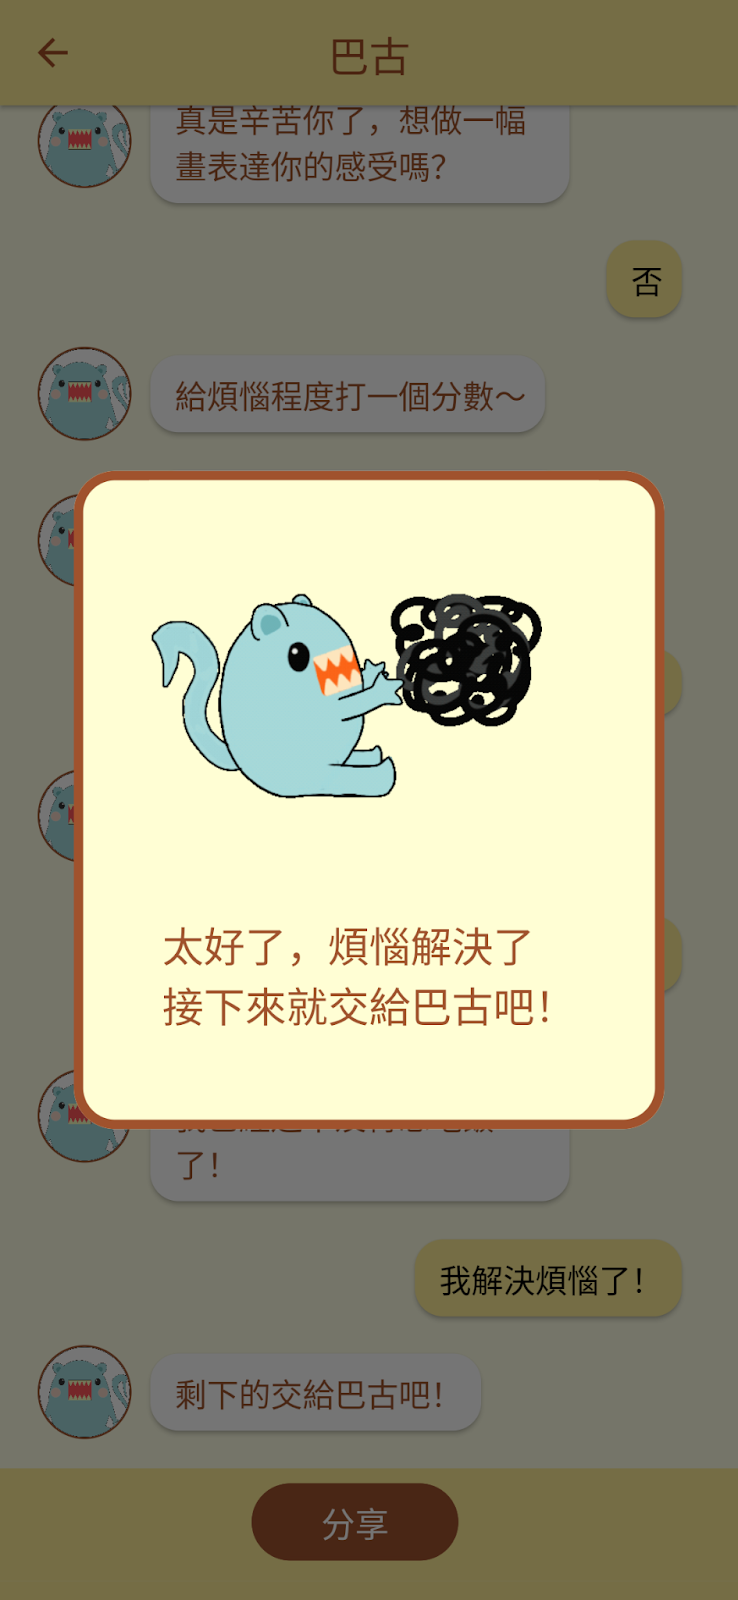 巴古
真是辛苦你了，想做一幅
畫表達你的感受嗎？
否
給煩惱程度打一個分數～
太好了，煩惱解決了
接下來就交給巴古吧！
了！
我解決煩惱了！
剩下的交給巴古吧！
分享